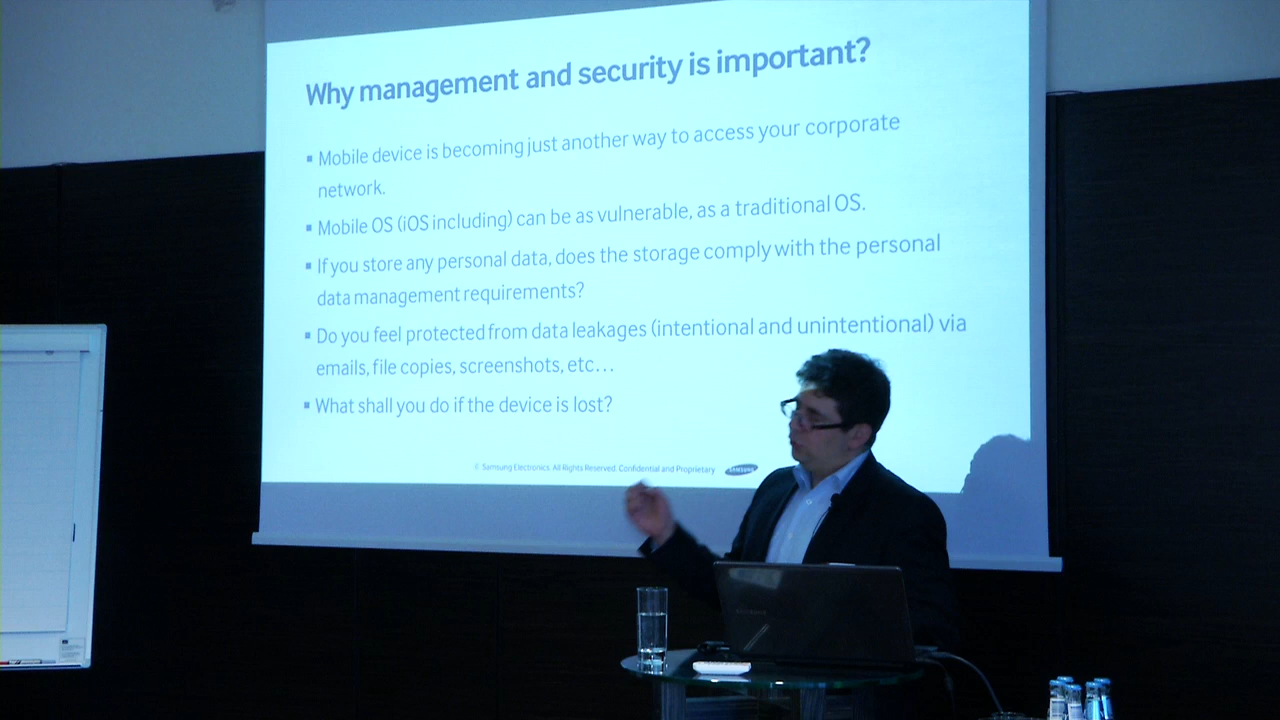 Why management and security is important?
▪ Mobile device is becoming just another way to access your corporate
network.
▪ Mobile OS (iOS including) can be as vulnerable, as a traditional OS.
▪ If you store any personal data, does the storage comply with the personal
data management requirements?
▪ Do you feel protected from data leakages (intentional and unintentional) via
emails, file copies, screenshots, etc...
▪ What shall you do if the device is lost?
© Samsung Electronics. All Rights Reserved. Confidential and Proprietary
SAMSUNG